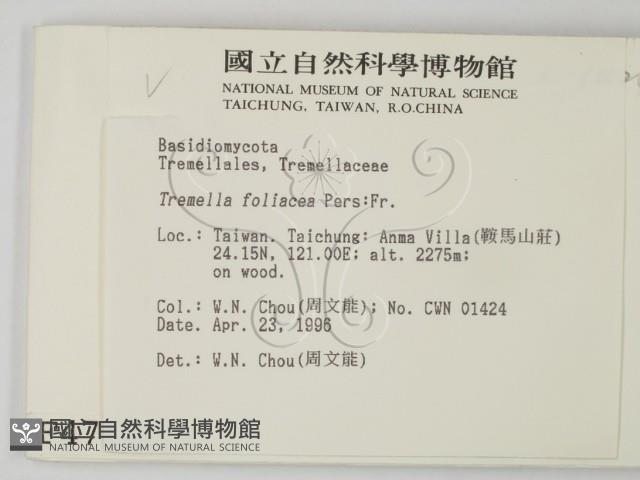 國立自然科學博物館
NATIONAL MUSEUM OF NATURAL SCIENCE
TAICHUNG, TAIWAN, R.O.CHINA
Basidiomycota
Tremellales, Tremellaceae
Tremella foliacea Pers:Fr.
Loc.: Taiwan. Taichung: Anma Villa(鞍馬山莊)
24.15N, 121.00E; alt. 2275m;
on wood.
Col.: W.N. Chou(周文能); No. CWN 01424
Date. Apr. 23, 1996
Det.: W.N. Chou(周文能)
國立自然科學博物館
NATIONAL MUSEUM OF NATURAL SCIENCE